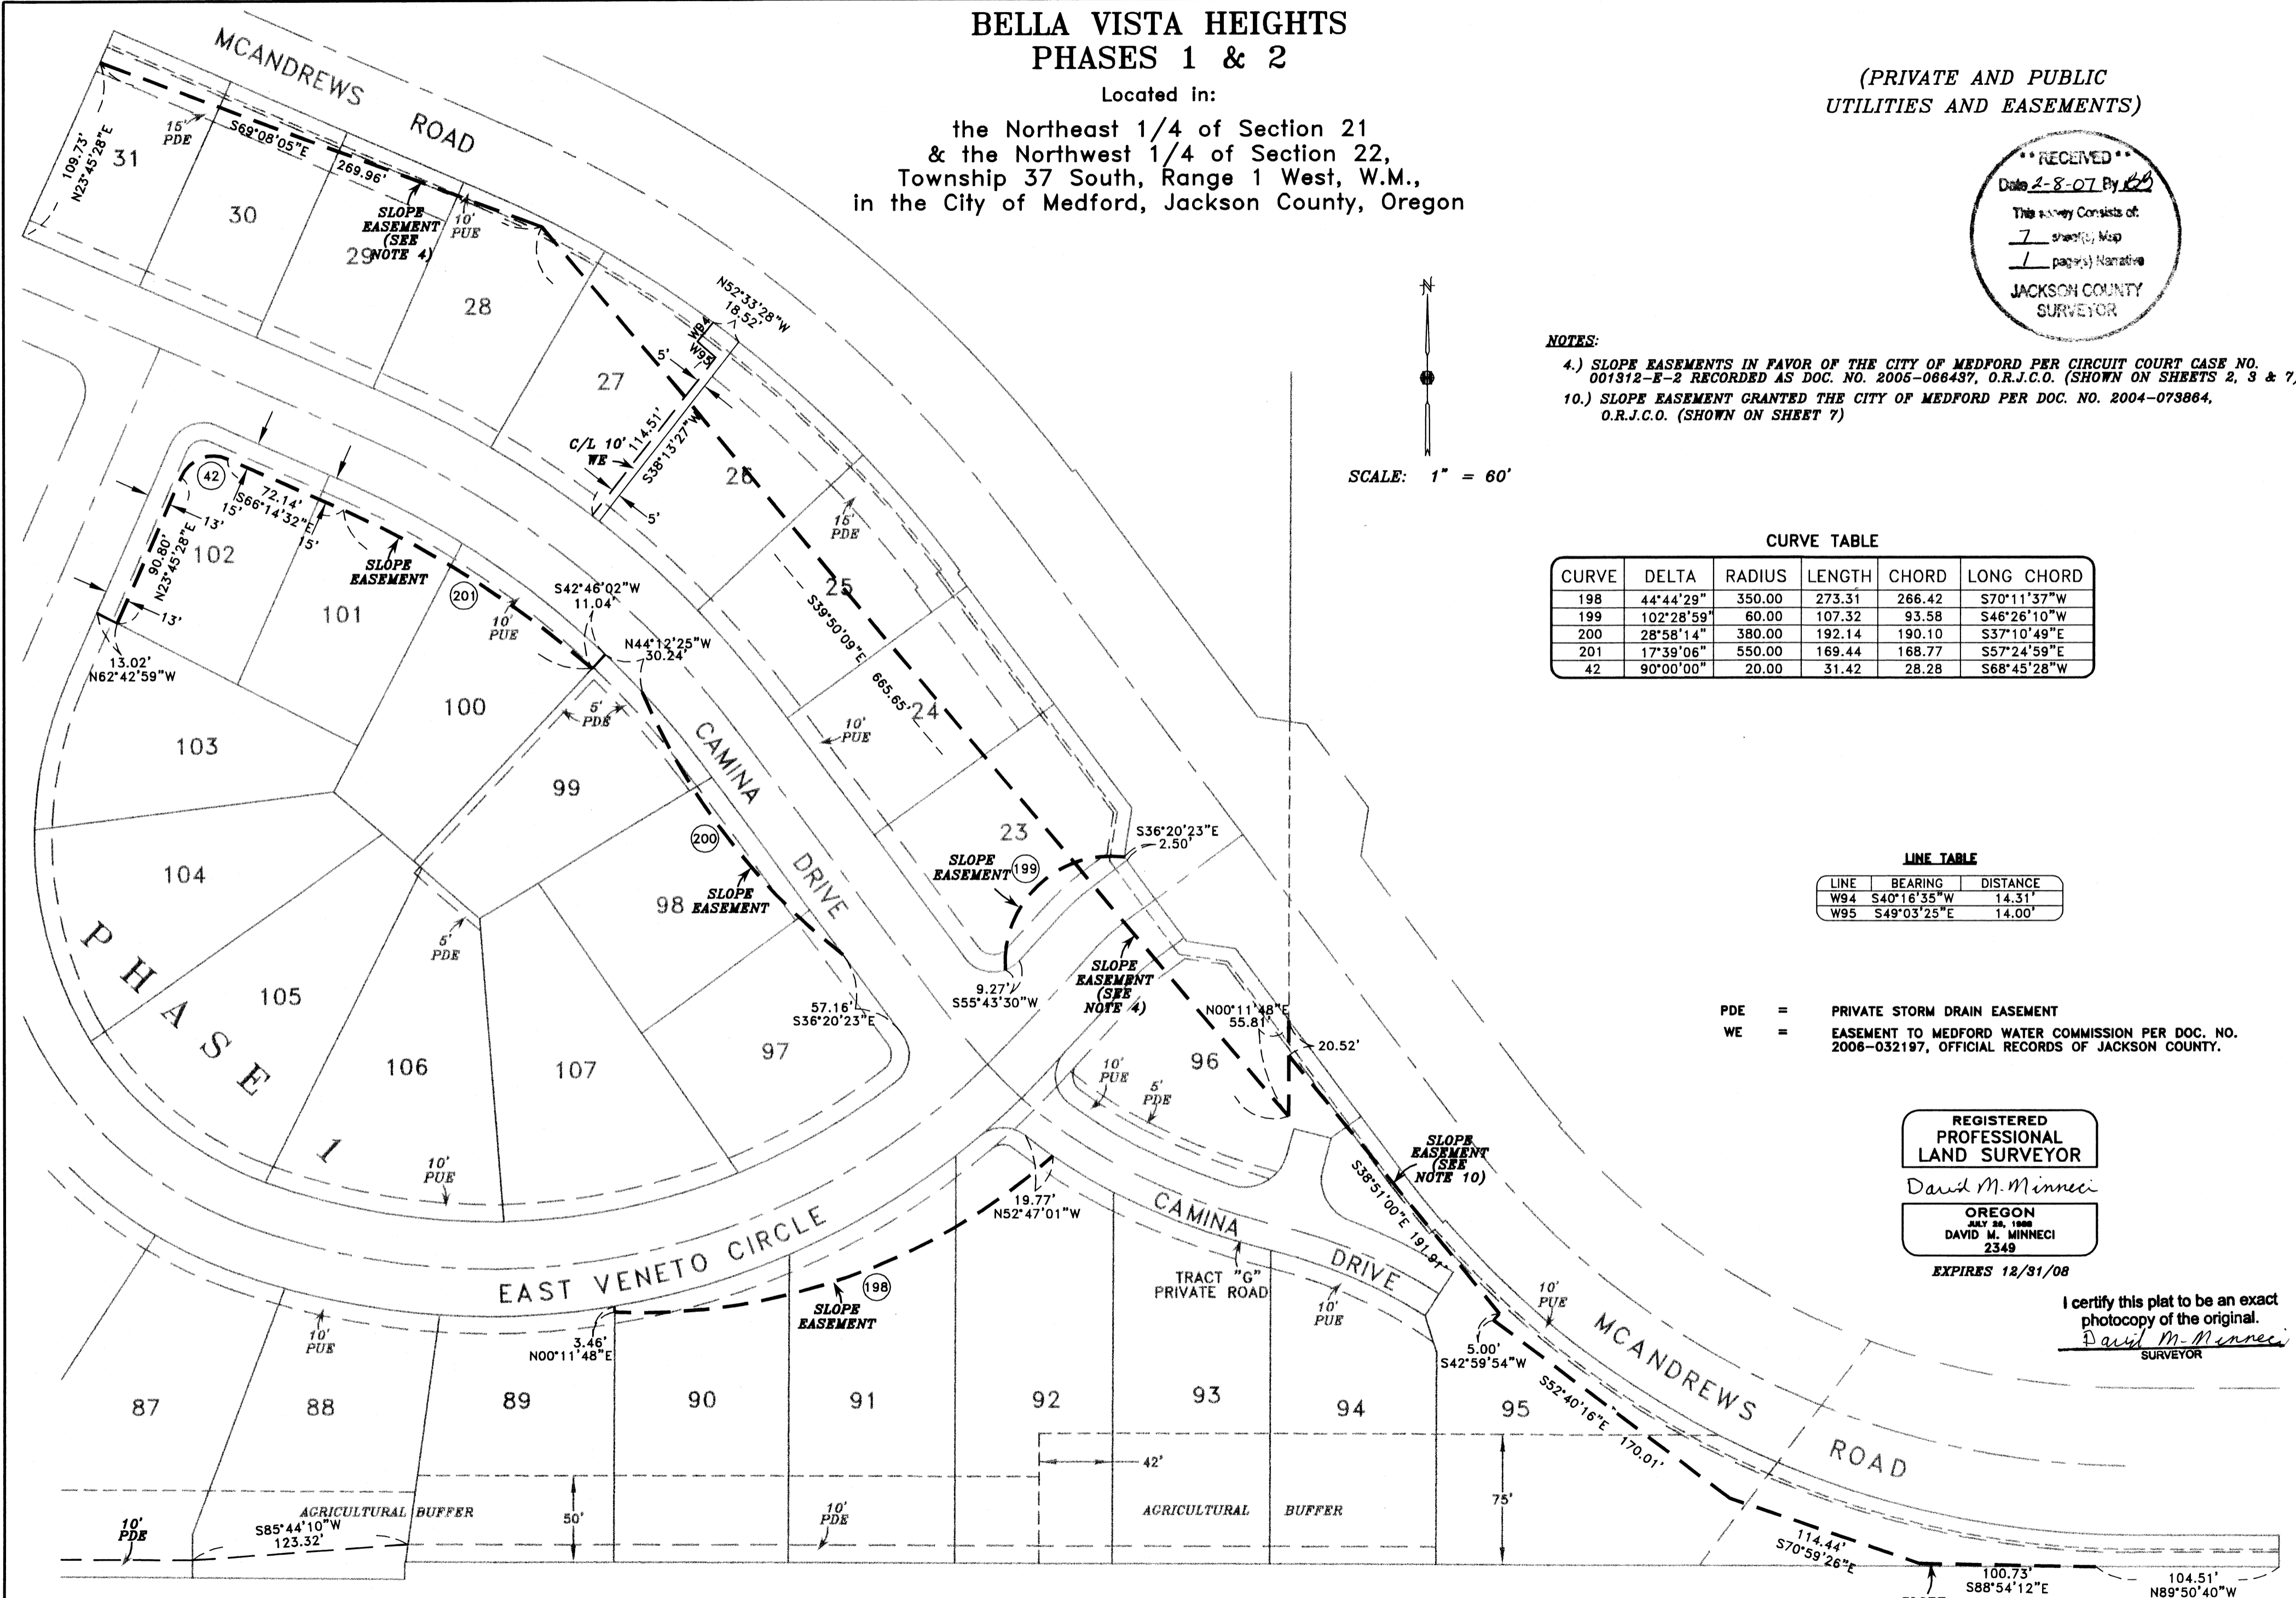 BELLA VISTA HEIGHTS
PHASES 1 & 2
Located in:
the Northeast 1/4 of Section 21
& the Northwest 1/4 of Section 22,
Township 37 South, Range 1 West, W.M.,
in the City of Medford, Jackson County, Oregon
(PRIVATE AND PUBLIC
UTILITIES AND EASEMENTS)
**RECEIVED**
Date 2-8-07 By BB
This survey Consists of:
7 sheet(s) Map
1 page(s) Narrative
JACKSON COUNTY
SURVEYOR
NOTES:
4.) SLOPE EASEMENTS IN FAVOR OF THE CITY OF MEDFORD PER CIRCUIT COURT CASE NO.
001312-E-2 RECORDED AS DOC. NO. 2005-066437, O.R.J.C.O. (SHOWN ON SHEETS 2, 3 & 7)
10.) SLOPE EASEMENT GRANTED THE CITY OF MEDFORD PER DOC. NO. 2004-073864,
O.R.J.C.O. (SHOWN ON SHEET 7)
N
SCALE: 1" = 60'
CURVE TABLE
CURVE DELTA RADIUS LENGTH CHORD LONG CHORD
198 44°44'29" 350.00 273.31 266.42 S70°11'37"W
199 102°28'59" 60.00 107.32 93.58 S46°26'10"W
200 28°58'14" 380.00 192.14 190.10 S37°10'49"E
201 17°39'06" 550.00 169.44 168.77 S57°24'59"E
42 90°00'00" 20.00 31.42 28.28 S68°45'28"W
LINE TABLE
LINE BEARING DISTANCE
W94 S40°16'35"W 14.31'
W95 S49°03'25"E 14.00'
PDE = PRIVATE STORM DRAIN EASEMENT
WE = EASEMENT TO MEDFORD WATER COMMISSION PER DOC. NO.
2006-032197, OFFICIAL RECORDS OF JACKSON COUNTY.
REGISTERED
PROFESSIONAL
LAND SURVEYOR
David M. Minneci
OREGON
DAVID M. MINNECI
2349
EXPIRES 12/31/08
I certify this plat to be an exact
photocopy of the original.
David M. Minneci
SURVEYOR
MCANDREWS ROAD
109.73'
N23°45'28"E
31
15'
PDE
S69°08'05"E
269.96'
30
SLOPE
EASEMENT
(SEE
NOTE 4)
10'
PUE
29
28
N52°33'28"W
18.52'
W94
W95
5'
27
C/L 10'
WE
114.51'
S38°13'27"W
5'
26
15'
PDE
42
72.14'
S66°14'32"E
15'
15'
13'
90.80'
N23°45'28"E
13'
102
SLOPE
EASEMENT
101
201
10'
PUE
S42°46'02"W
11.04'
N44°12'25"W
30.24'
25
S39°50'09"E
665.65'
13.02'
N62°42'59"W
100
5'
PDE
24
10'
PUE
103
CAMINA DRIVE
99
200
23
S36°20'23"E
2.50'
SLOPE
EASEMENT
199
104
98
SLOPE
EASEMENT
5'
PDE
SLOPE
EASEMENT
(SEE
NOTE 4)
9.27'
S55°43'30"W
57.16'
S36°20'23"E
N00°11'48"E
55.81'
20.52'
PHASE 1
105
106
107
97
96
10'
PUE
5'
PDE
10'
PUE
SLOPE
EASEMENT
(SEE
NOTE 10)
S38°51'00"E 191.91'
19.77'
N52°47'01"W
CAMINA DRIVE
EAST VENETO CIRCLE
TRACT "G"
PRIVATE ROAD
198
SLOPE
EASEMENT
10'
PUE
10'
PUE
10'
PUE
3.46'
N00°11'48"E
5.00'
S42°59'54"W
MCANDREWS ROAD
S52°40'16"E 170.01'
87
88
89
90
91
92
93
94
95
42'
75'
50'
AGRICULTURAL BUFFER
AGRICULTURAL BUFFER
10'
PDE
S85°44'10"W
123.32'
10'
PDE
114.44'
S70°59'26"E
100.73'
S88°54'12"E
104.51'
N89°50'40"W